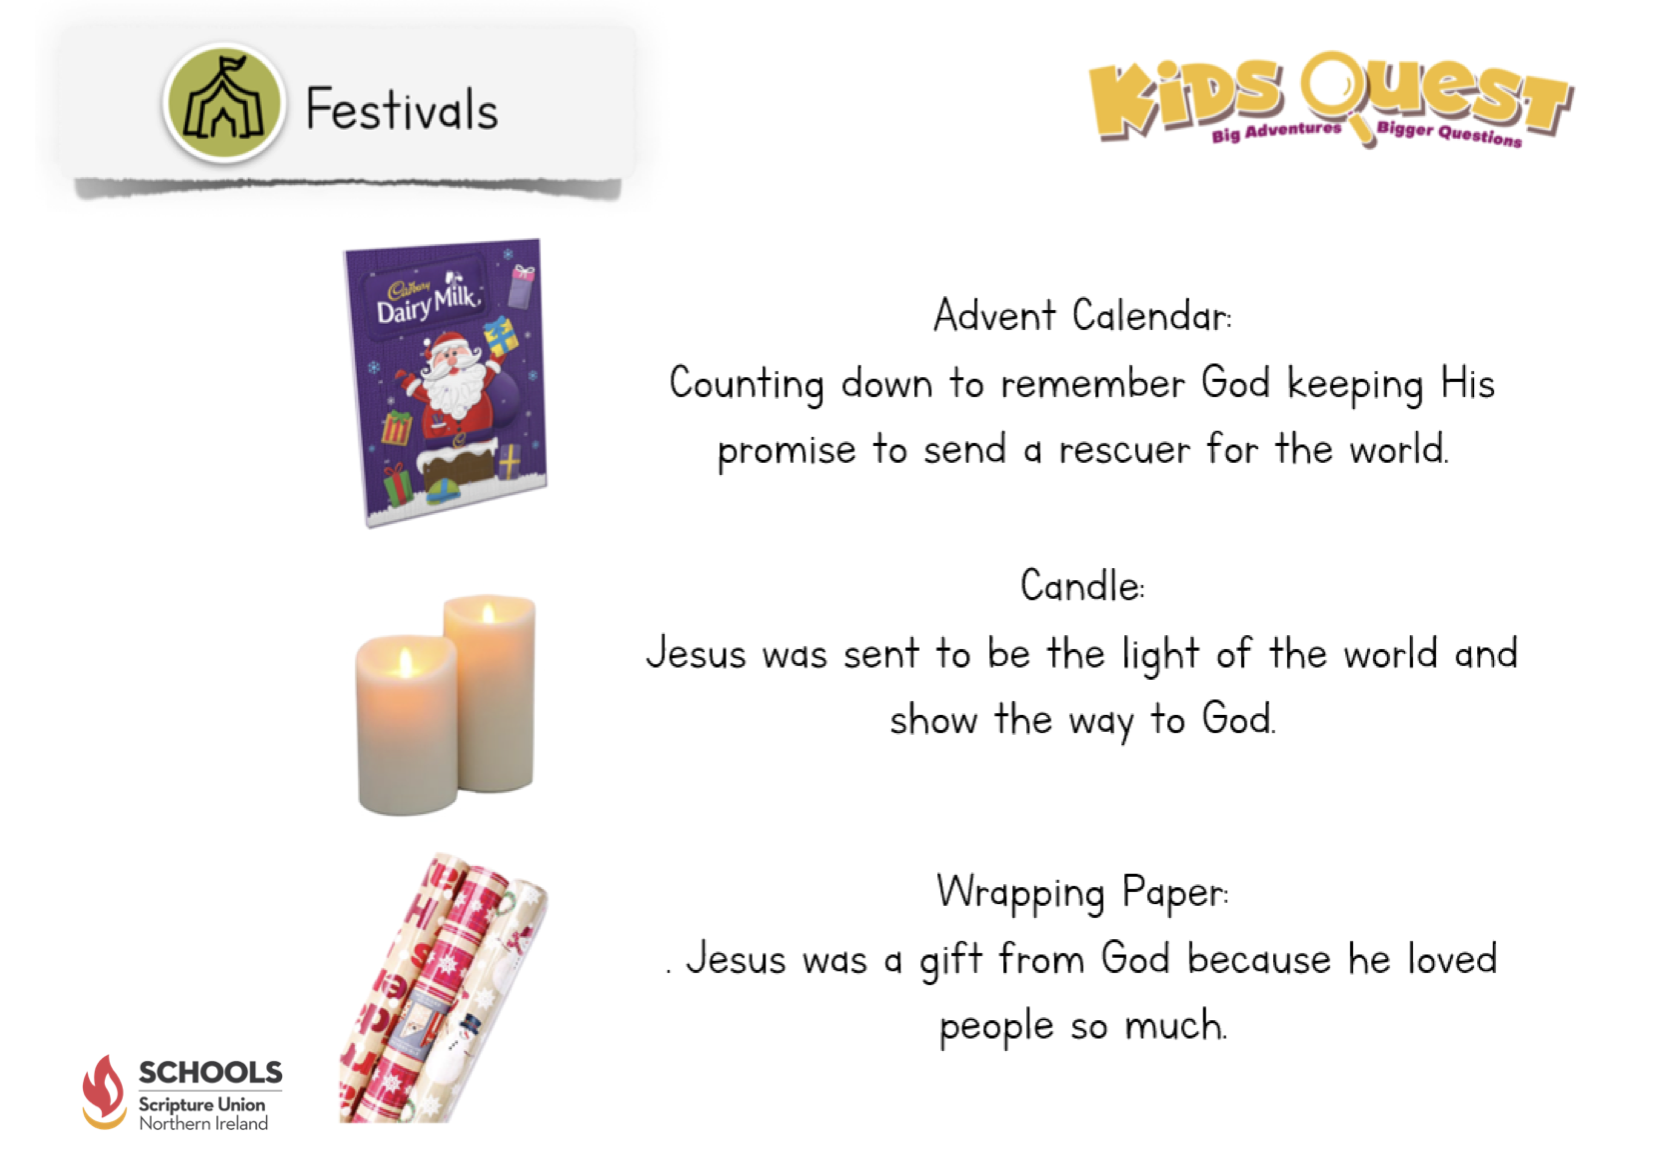 Festivals
KiDS QUEST
Big Adventures Bigger Questions
Cadbury
Dairy Milk
Advent Calendar:
Counting down to remember God keeping His
promise to send a rescuer for the world.
Candle:
Jesus was sent to be the light of the world and
show the way to God.
Wrapping Paper:
. Jesus was a gift from God because he loved
people so much.
SCHOOLS
Scripture Union
Northern Ireland